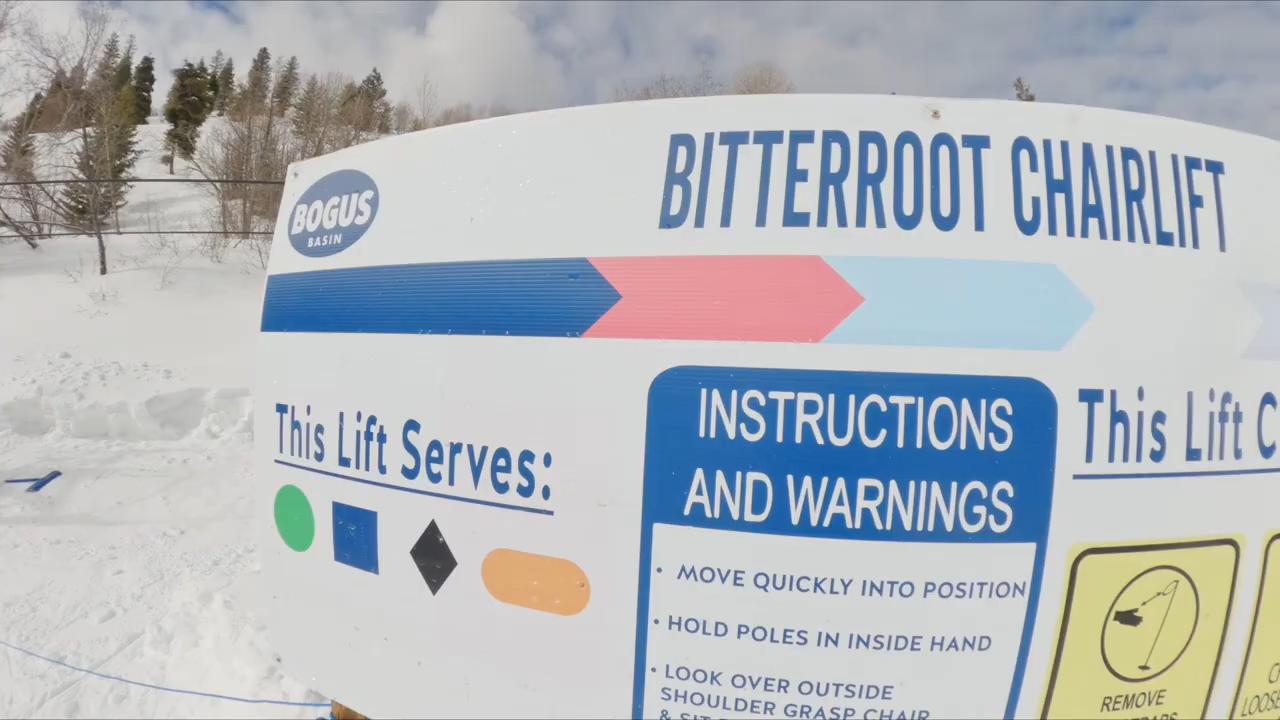 BOGUS
BASIN
BITTERROOT CHAIRLIFT
This Lift Serves:
INSTRUCTIONS
AND WARNINGS
• MOVE QUICKLY INTO POSITION
• HOLD POLES IN INSIDE HAND
• LOOK OVER OUTSIDE
SHOULDER GRASP CHAIR
This Lift
REMOVE